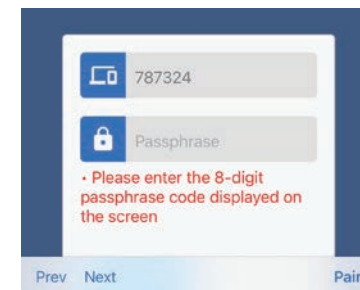 787324
Passphrase
• Please enter the 8-digit
passphrase code displayed on
the screen
Prev Next Pair